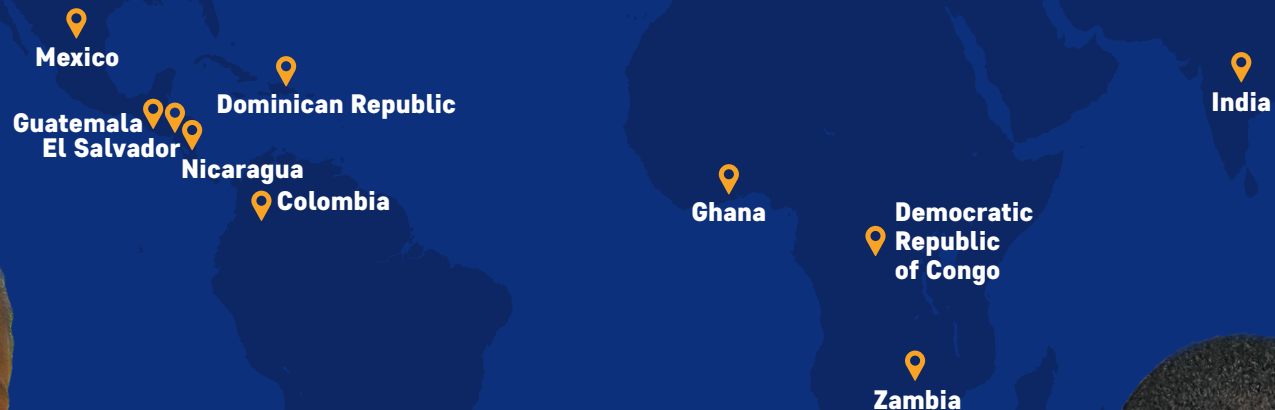 Mexico
Dominican Republic
Guatemala
El Salvador
Nicaragua
Colombia
Ghana
Democratic
Republic
of Congo
Zambia
India